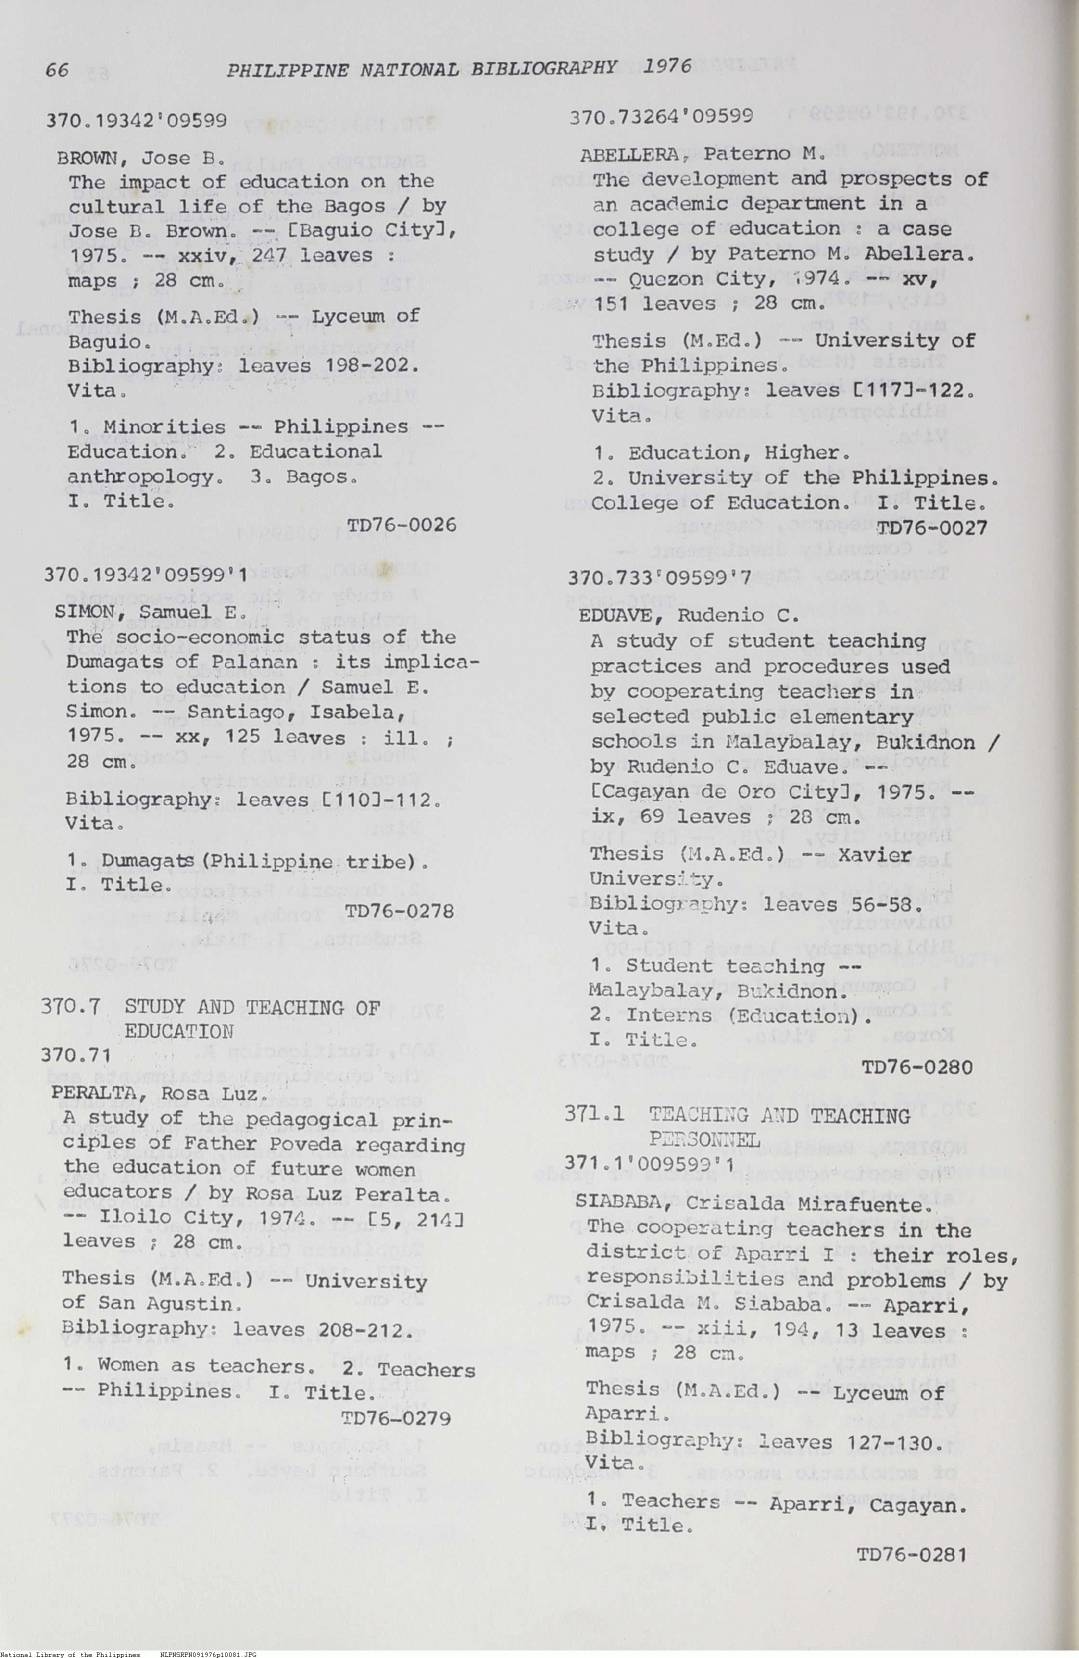 66 PHILIPPINE NATIONAL BIBLIOGRAPHY 1976
370.19342'09599
BROWN, Jose B.
The impact of education on the
cultural life of the Bagos / by
Jose B. Brown. -- [Baguio City],
1975. -- xxiv, 247 leaves :
maps ; 28 cm.
Thesis (M.A.Ed.) -- Lyceum of
Baguio.
Bibliography: leaves 198-202.
Vita.
1. Minorities -- Philippines --
Education. 2. Educational
anthropology. 3. Bagos.
I. Title.
TD76-0026
370.19342'09599'1
SIMON, Samuel E.
The socio-economic status of the
Dumagats of Palanan : its implica-
tions to education / Samuel E.
Simon. -- Santiago, Isabela,
1975. -- xx, 125 leaves : ill. ;
28 cm.
Bibliography: leaves [110]-112.
Vita.
1. Dumagats (Philippine tribe).
I. Title.
TD76-0278
370.7 STUDY AND TEACHING OF
EDUCATION
370.71
PERALTA, Rosa Luz.
A study of the pedagogical prin-
ciples of Father Poveda regarding
the education of future women
educators / by Rosa Luz Peralta.
-- Iloilo City, 1974. -- [5, 214]
leaves ; 28 cm.
Thesis (M.A.Ed.) -- University
of San Agustin.
Bibliography: leaves 208-212.
1. Women as teachers. 2. Teachers
-- Philippines. I. Title.
TD76-0279
370.73264'09599
ABELLERA, Paterno M.
The development and prospects of
an academic department in a
college of education : a case
study / by Paterno M. Abellera.
-- Quezon City, 1974. -- xv,
151 leaves ; 28 cm.
Thesis (M.Ed.) -- University of
the Philippines.
Bibliography: leaves [117]-122.
Vita.
1. Education, Higher.
2. University of the Philippines.
College of Education. I. Title.
TD76-0027
370.733'09599'7
EDUAVE, Rudenio C.
A study of student teaching
practices and procedures used
by cooperating teachers in
selected public elementary
schools in Malaybalay, Bukidnon /
by Rudenio C. Eduave. --
[Cagayan de Oro City], 1975. --
ix, 69 leaves ; 28 cm.
Thesis (M.A.Ed.) -- Xavier
University.
Bibliography: leaves 56-58.
Vita.
1. Student teaching --
Malaybalay, Bukidnon.
2. Interns (Education).
I. Title.
TD76-0280
371.1 TEACHING AND TEACHING
PERSONNEL
371.1'009599'1
SIABABA, Crisalda Mirafuente.
The cooperating teachers in the
district of Aparri I : their roles,
responsibilities and problems / by
Crisalda M. Siababa. -- Aparri,
1975. -- xiii, 194, 13 leaves :
maps ; 28 cm.
Thesis (M.A.Ed.) -- Lyceum of
Aparri.
Bibliography: leaves 127-130.
Vita.
1. Teachers -- Aparri, Cagayan.
I. Title.
TD76-0281
National Library of the Philippines NLPNSRPN091976p10081.JPG